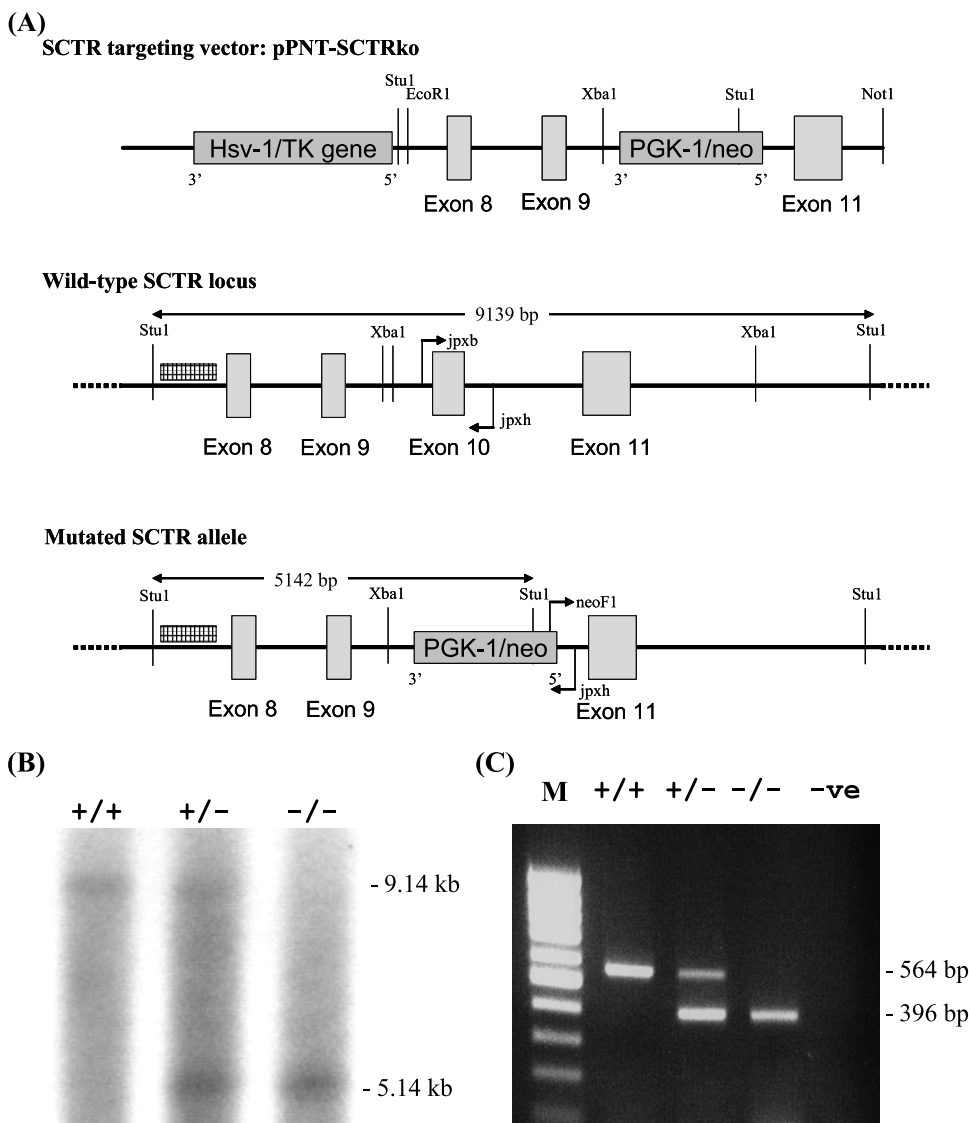 (A)
SCTR targeting vector: pPNT-SCTRko
Stu1
EcoR1
Xba1
Stu1
Not1
Hsv-1/TK gene
PGK-1/neo
3’
5’
3’
5’
Exon 8
Exon 9
Exon 11
Wild-type SCTR locus
9139 bp
Stu1
Xba1
jpxb
Xba1
Stu1
jpxh
Exon 8
Exon 9
Exon 10
Exon 11
Mutated SCTR allele
5142 bp
Stu1
Xba1
Stu1
neoF1
Stu1
PGK-1/neo
3’
5’
jpxh
Exon 8
Exon 9
Exon 11
(B)
+/+ +/- -/-
- 9.14 kb
- 5.14 kb
(C)
M +/+ +/- -/- -ve
- 564 bp
- 396 bp